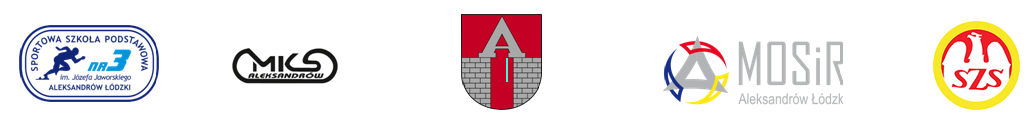 SPORTOWA SZKOŁA PODSTAWOWA
NR 3
Im. Józefa Jaworskiego
ALEKSANDRÓW ŁÓDZKI
MKS
ALEKSANDRÓW
A
MOSiR
Aleksandrów Łódzk
SZS